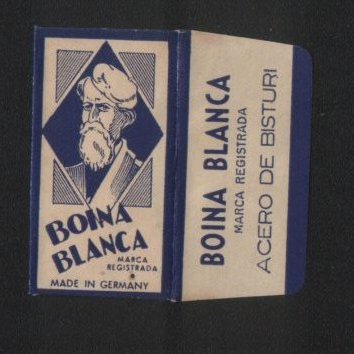 BOINA
BLANCA
MARCA
REGISTRADA
MADE IN GERMANY
BOINA BLANCA
MARCA REGISTRADA
ACERO DE BISTURI